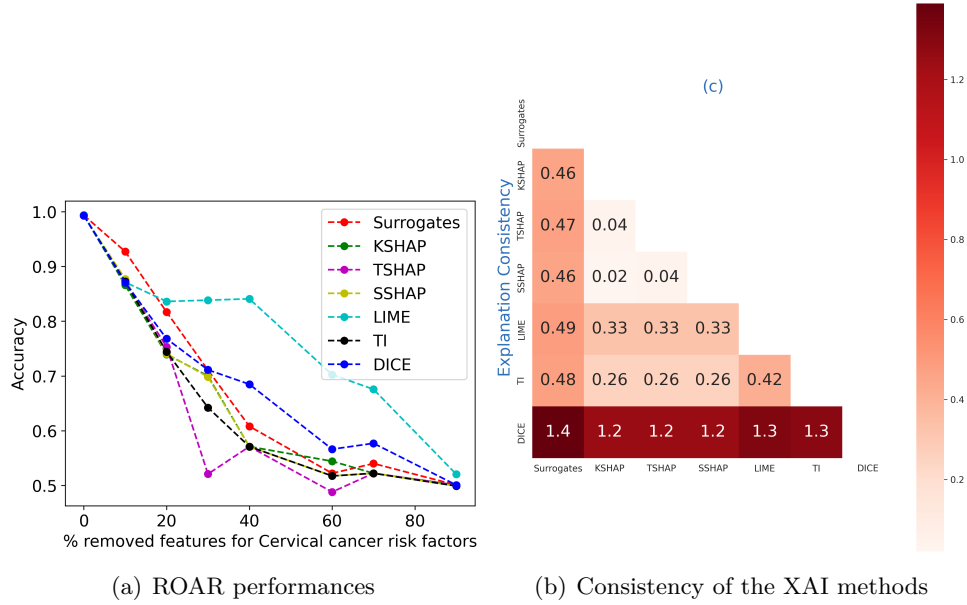 1.0
0.9
0.8
0.7
0.6
0.5
Accuracy
0 20 40 60 80
% removed features for Cervical cancer risk factors
Surrogates
KSHAP
TSHAP
SSHAP
LIME
TI
DICE
(a) ROAR performances
(c)
Explanation Consistency
Surrogates
KSHAP 0.46
TSHAP 0.47 0.04
SSHAP 0.46 0.02 0.04
LIME 0.49 0.33 0.33 0.33
TI 0.48 0.26 0.26 0.26 0.42
DICE 1.4 1.2 1.2 1.2 1.3 1.3
Surrogates KSHAP TSHAP SSHAP LIME TI DICE
1.2
1.0
0.8
0.6
0.4
0.2
(b) Consistency of the XAI methods